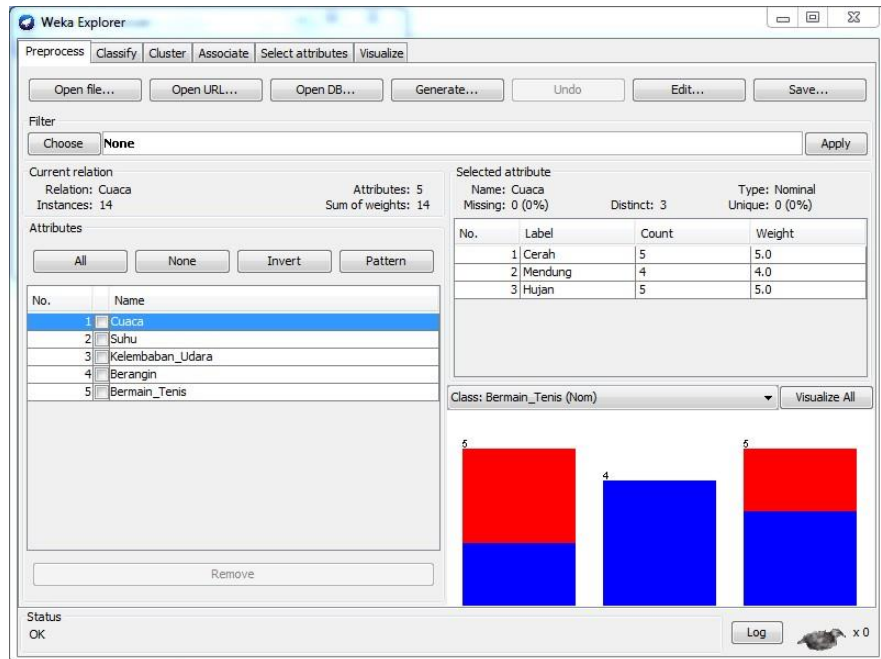 Weka Explorer
Preprocess Classify Cluster Associate Select attributes Visualize
Open file... Open URL... Open DB... Generate... Undo Edit... Save...
Filter
Choose None Apply
Current relation
Relation: Cuaca Attributes: 5
Instances: 14 Sum of weights: 14
Attributes
All None Invert Pattern
No. Name
1 Cuaca
2 Suhu
3 Kelembaban_Udara
4 Berangin
5 Bermain_Tenis
Remove
Selected attribute
Name: Cuaca Type: Nominal
Missing: 0 (0%) Distinct: 3 Unique: 0 (0%)
No. Label Count Weight
1 Cerah 5 5.0
2 Mendung 4 4.0
3 Hujan 5 5.0
Class: Bermain_Tenis (Nom) Visualize All
5 4 5
Status
OK Log x 0